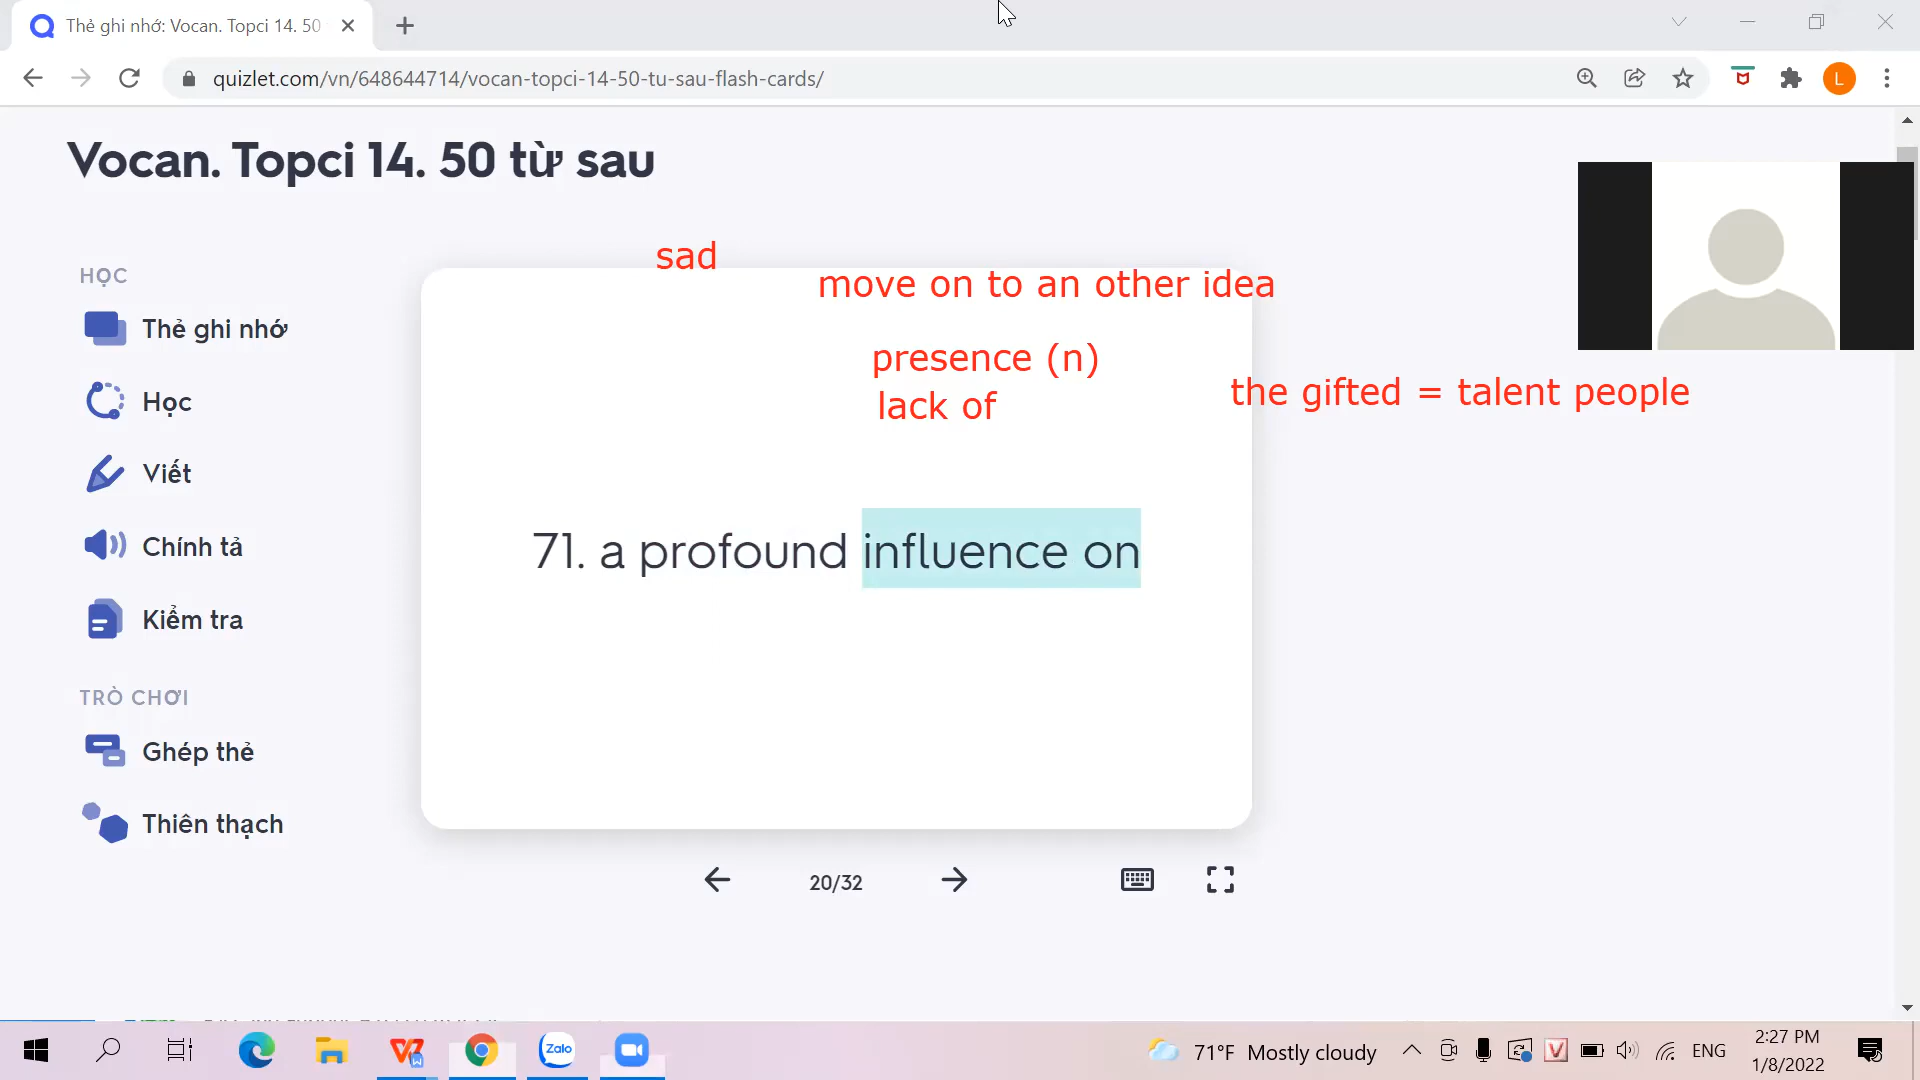 Thẻ ghi nhớ: Vocan. Topci 14. 50
quizlet.com/vn/648644714/vocan-topci-14-50-tu-sau-flash-cards/
L
Vocan. Topci 14. 50 từ sau
HỌC
Thẻ ghi nhớ
Học
Viết
Chính tả
Kiểm tra
TRÒ CHƠI
Ghép thẻ
Thiên thạch
sad
move on to an other idea
presence (n)
lack of
the gifted = talent people
71. a profound influence on
20/32
Zalo
71°F Mostly cloudy
ENG
2:27 PM
1/8/2022